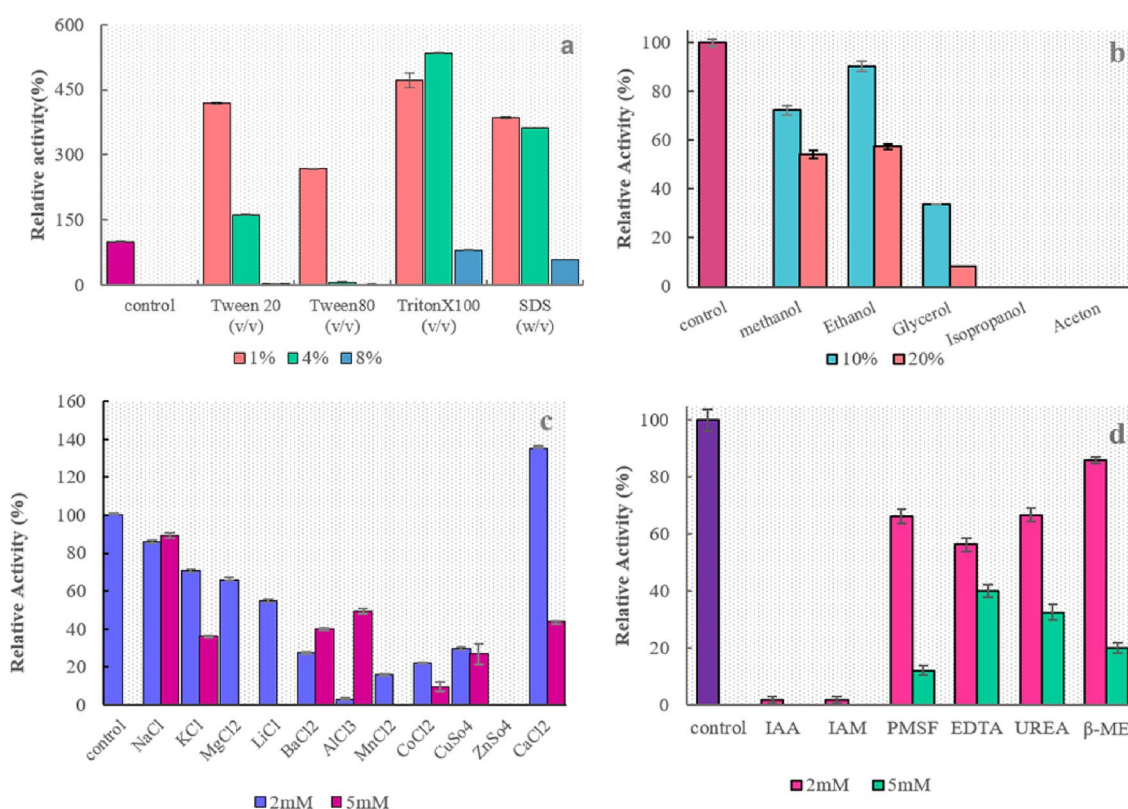 a
Relative activity(%)
600
450
300
150
0
control
Tween 20
(v/v)
Tween80
(v/v)
TritonX100
(v/v)
SDS
(w/v)
1% 4% 8%
b
Relative Activity (%)
100
80
60
40
20
0
control
methanol
Ethanol
Glycerol
Isopropanol
Aceton
10% 20%
c
Relative Activity (%)
160
140
120
100
80
60
40
20
0
control
NaCl
KCl
MgCl2
LiCl
BaCl2
AlCl3
MnCl2
CoCl2
CuSo4
ZnSo4
CaCl2
2mM 5mM
d
Relative Activity (%)
100
80
60
40
20
0
control IAA IAM PMSF EDTA UREA β-ME
2mM 5mM